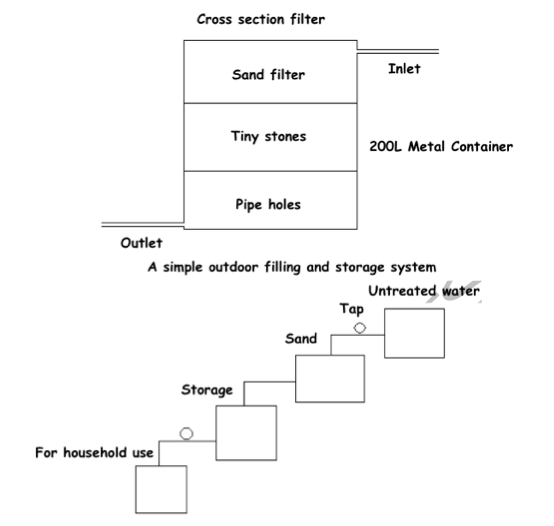 Cross section filter
Sand filter
Inlet
Tiny stones
200L Metal Container
Pipe holes
Outlet
A simple outdoor filling and storage system
Untreated water
Tap
Sand
Storage
For household use